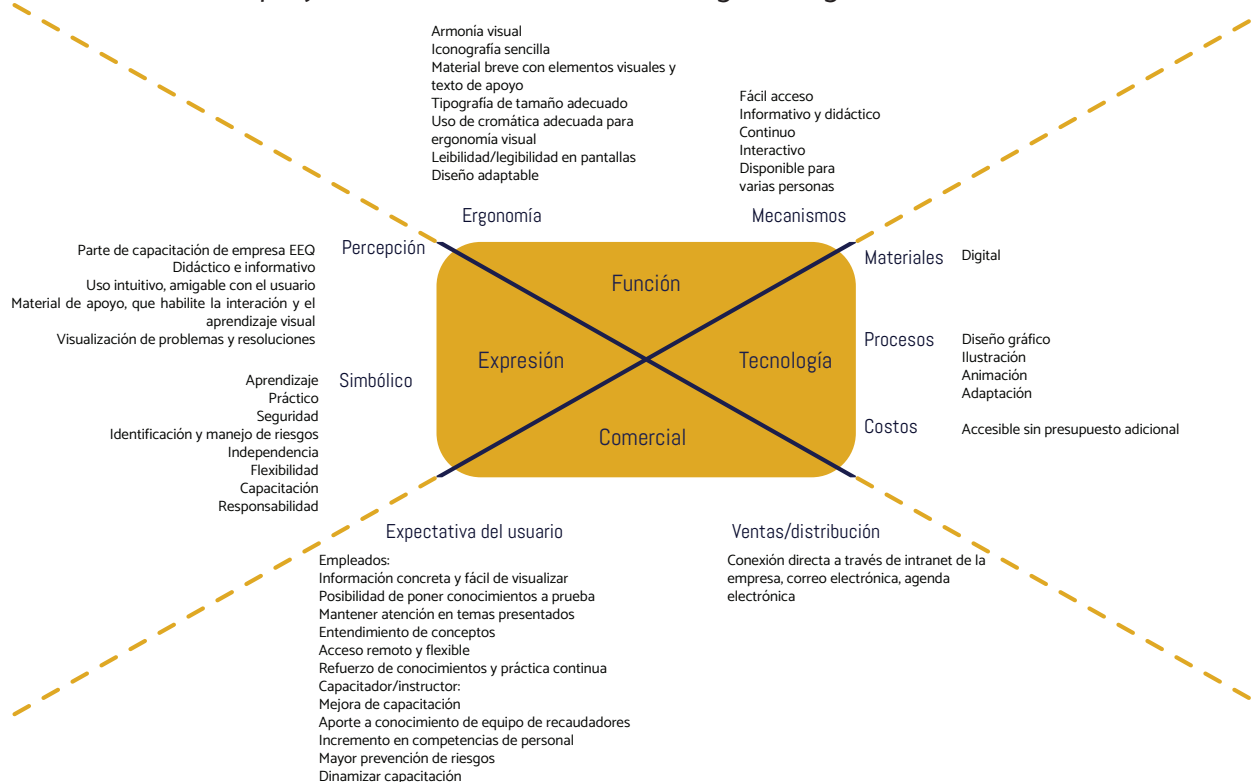 Armonía visual
Iconografía sencilla
Material breve con elementos visuales y
texto de apoyo
Tipografía de tamaño adecuado
Uso de cromática adecuada para
ergonomía visual
Leibilidad/legibilidad en pantallas
Diseño adaptable
Fácil acceso
Informativo y didáctico
Continuo
Interactivo
Disponible para
varias personas
Ergonomía
Mecanismos
Percepción
Parte de capacitación de empresa EEQ
Didáctico e informativo
Uso intuitivo, amigable con el usuario
Material de apoyo, que habilite la interación y el
aprendizaje visual
Visualización de problemas y resoluciones
Simbólico
Aprendizaje
Práctico
Seguridad
Identificación y manejo de riesgos
Independencia
Flexibilidad
Capacitación
Responsabilidad
Función
Expresión
Tecnología
Comercial
Materiales
Digital
Procesos
Diseño gráfico
Ilustración
Animación
Adaptación
Costos
Accesible sin presupuesto adicional
Expectativa del usuario
Empleados:
Información concreta y fácil de visualizar
Posibilidad de poner conocimientos a prueba
Mantener atención en temas presentados
Entendimiento de conceptos
Acceso remoto y flexible
Refuerzo de conocimientos y práctica continua
Capacitador/instructor:
Mejora de capacitación
Aporte a conocimiento de equipo de recaudadores
Incremento en competencias de personal
Mayor prevención de riesgos
Dinamizar capacitación
Ventas/distribución
Conexión directa a través de intranet de la
empresa, correo electrónica, agenda
electrónica